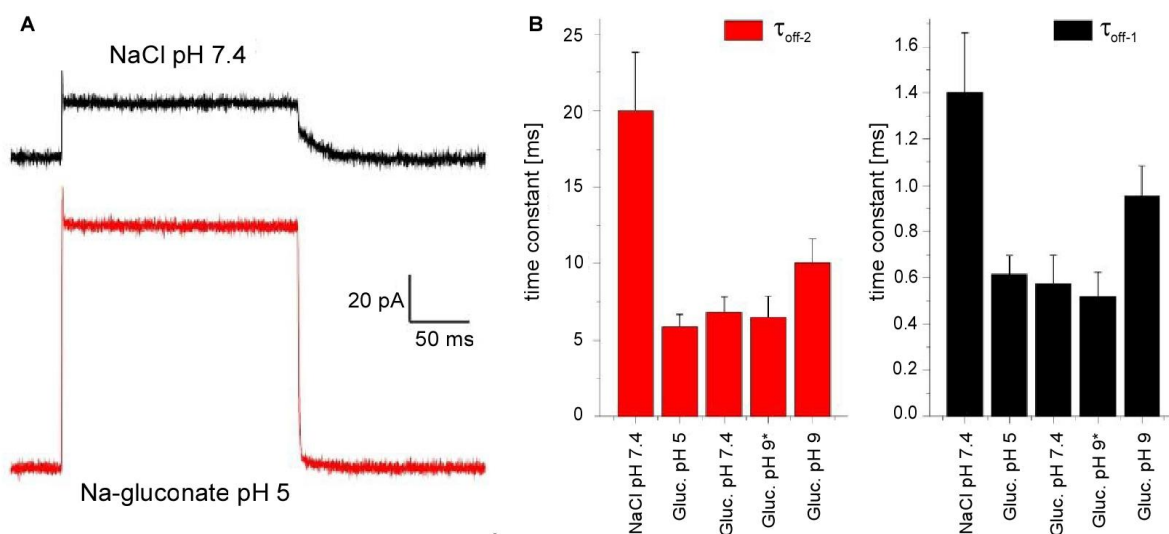 A
NaCl pH 7.4
20 pA
50 ms
Na-gluconate pH 5
B
τoff-2
time constant [ms]
25
20
15
10
5
0
NaCl pH 7.4
Gluc. pH 5
Gluc. pH 7.4
Gluc. pH 9*
Gluc. pH 9
τoff-1
time constant [ms]
1.6
1.4
1.2
1.0
0.8
0.6
0.4
0.2
0.0
NaCl pH 7.4
Gluc. pH 5
Gluc. pH 7.4
Gluc. pH 9*
Gluc. pH 9